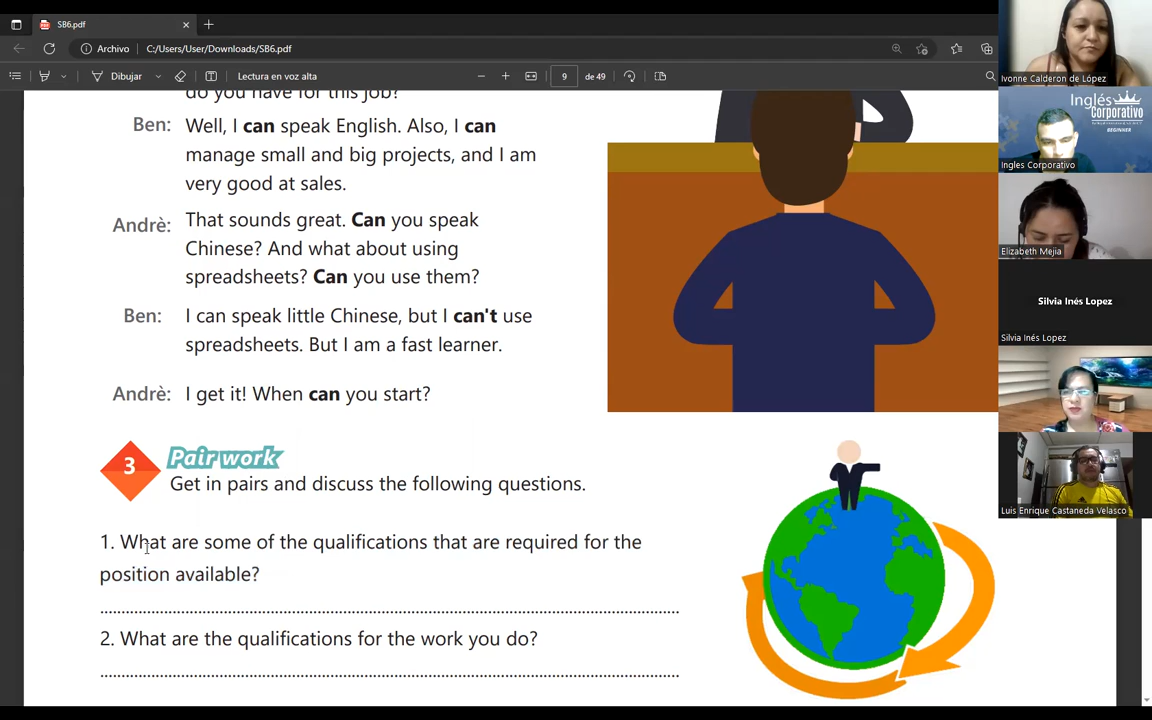 SB6.pdf
Archivo
C:/Users/User/Downloads/SB6.pdf
Dibujar
Lectura en voz alta
9
de 49
do you have for this job?
Ben: Well, I can speak English. Also, I can
manage small and big projects, and I am
very good at sales.
Andrè: That sounds great. Can you speak
Chinese? And what about using
spreadsheets? Can you use them?
Ben: I can speak little Chinese, but I can't use
spreadsheets. But I am a fast learner.
Andrè: I get it! When can you start?
3
Pair work
Get in pairs and discuss the following questions.
1. What are some of the qualifications that are required for the
position available?
2. What are the qualifications for the work you do?
Ivonne Calderon de López
Inglés
Corporativo
BEGINNER
Ingles Corporativo
Elizabeth Mejia
Silvia Inés Lopez
Silvia Inés Lopez
Luis Enrique Castaneda Velasco